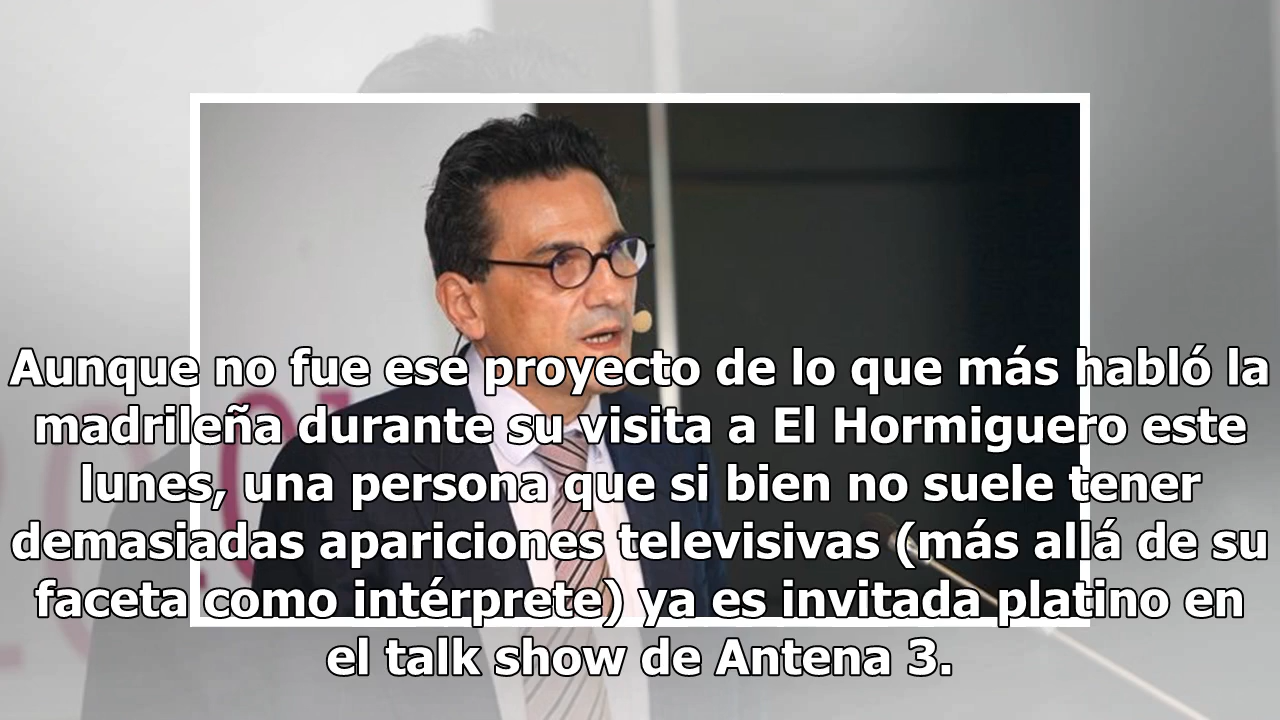 Aunque no fue ese proyecto de lo que más habló la
madrileña durante su visita a El Hormiguero este
lunes, una persona que si bien no suele tener
demasiadas apariciones televisivas (más allá de su
faceta como intérprete) ya es invitada platino en
el talk show de Antena 3.